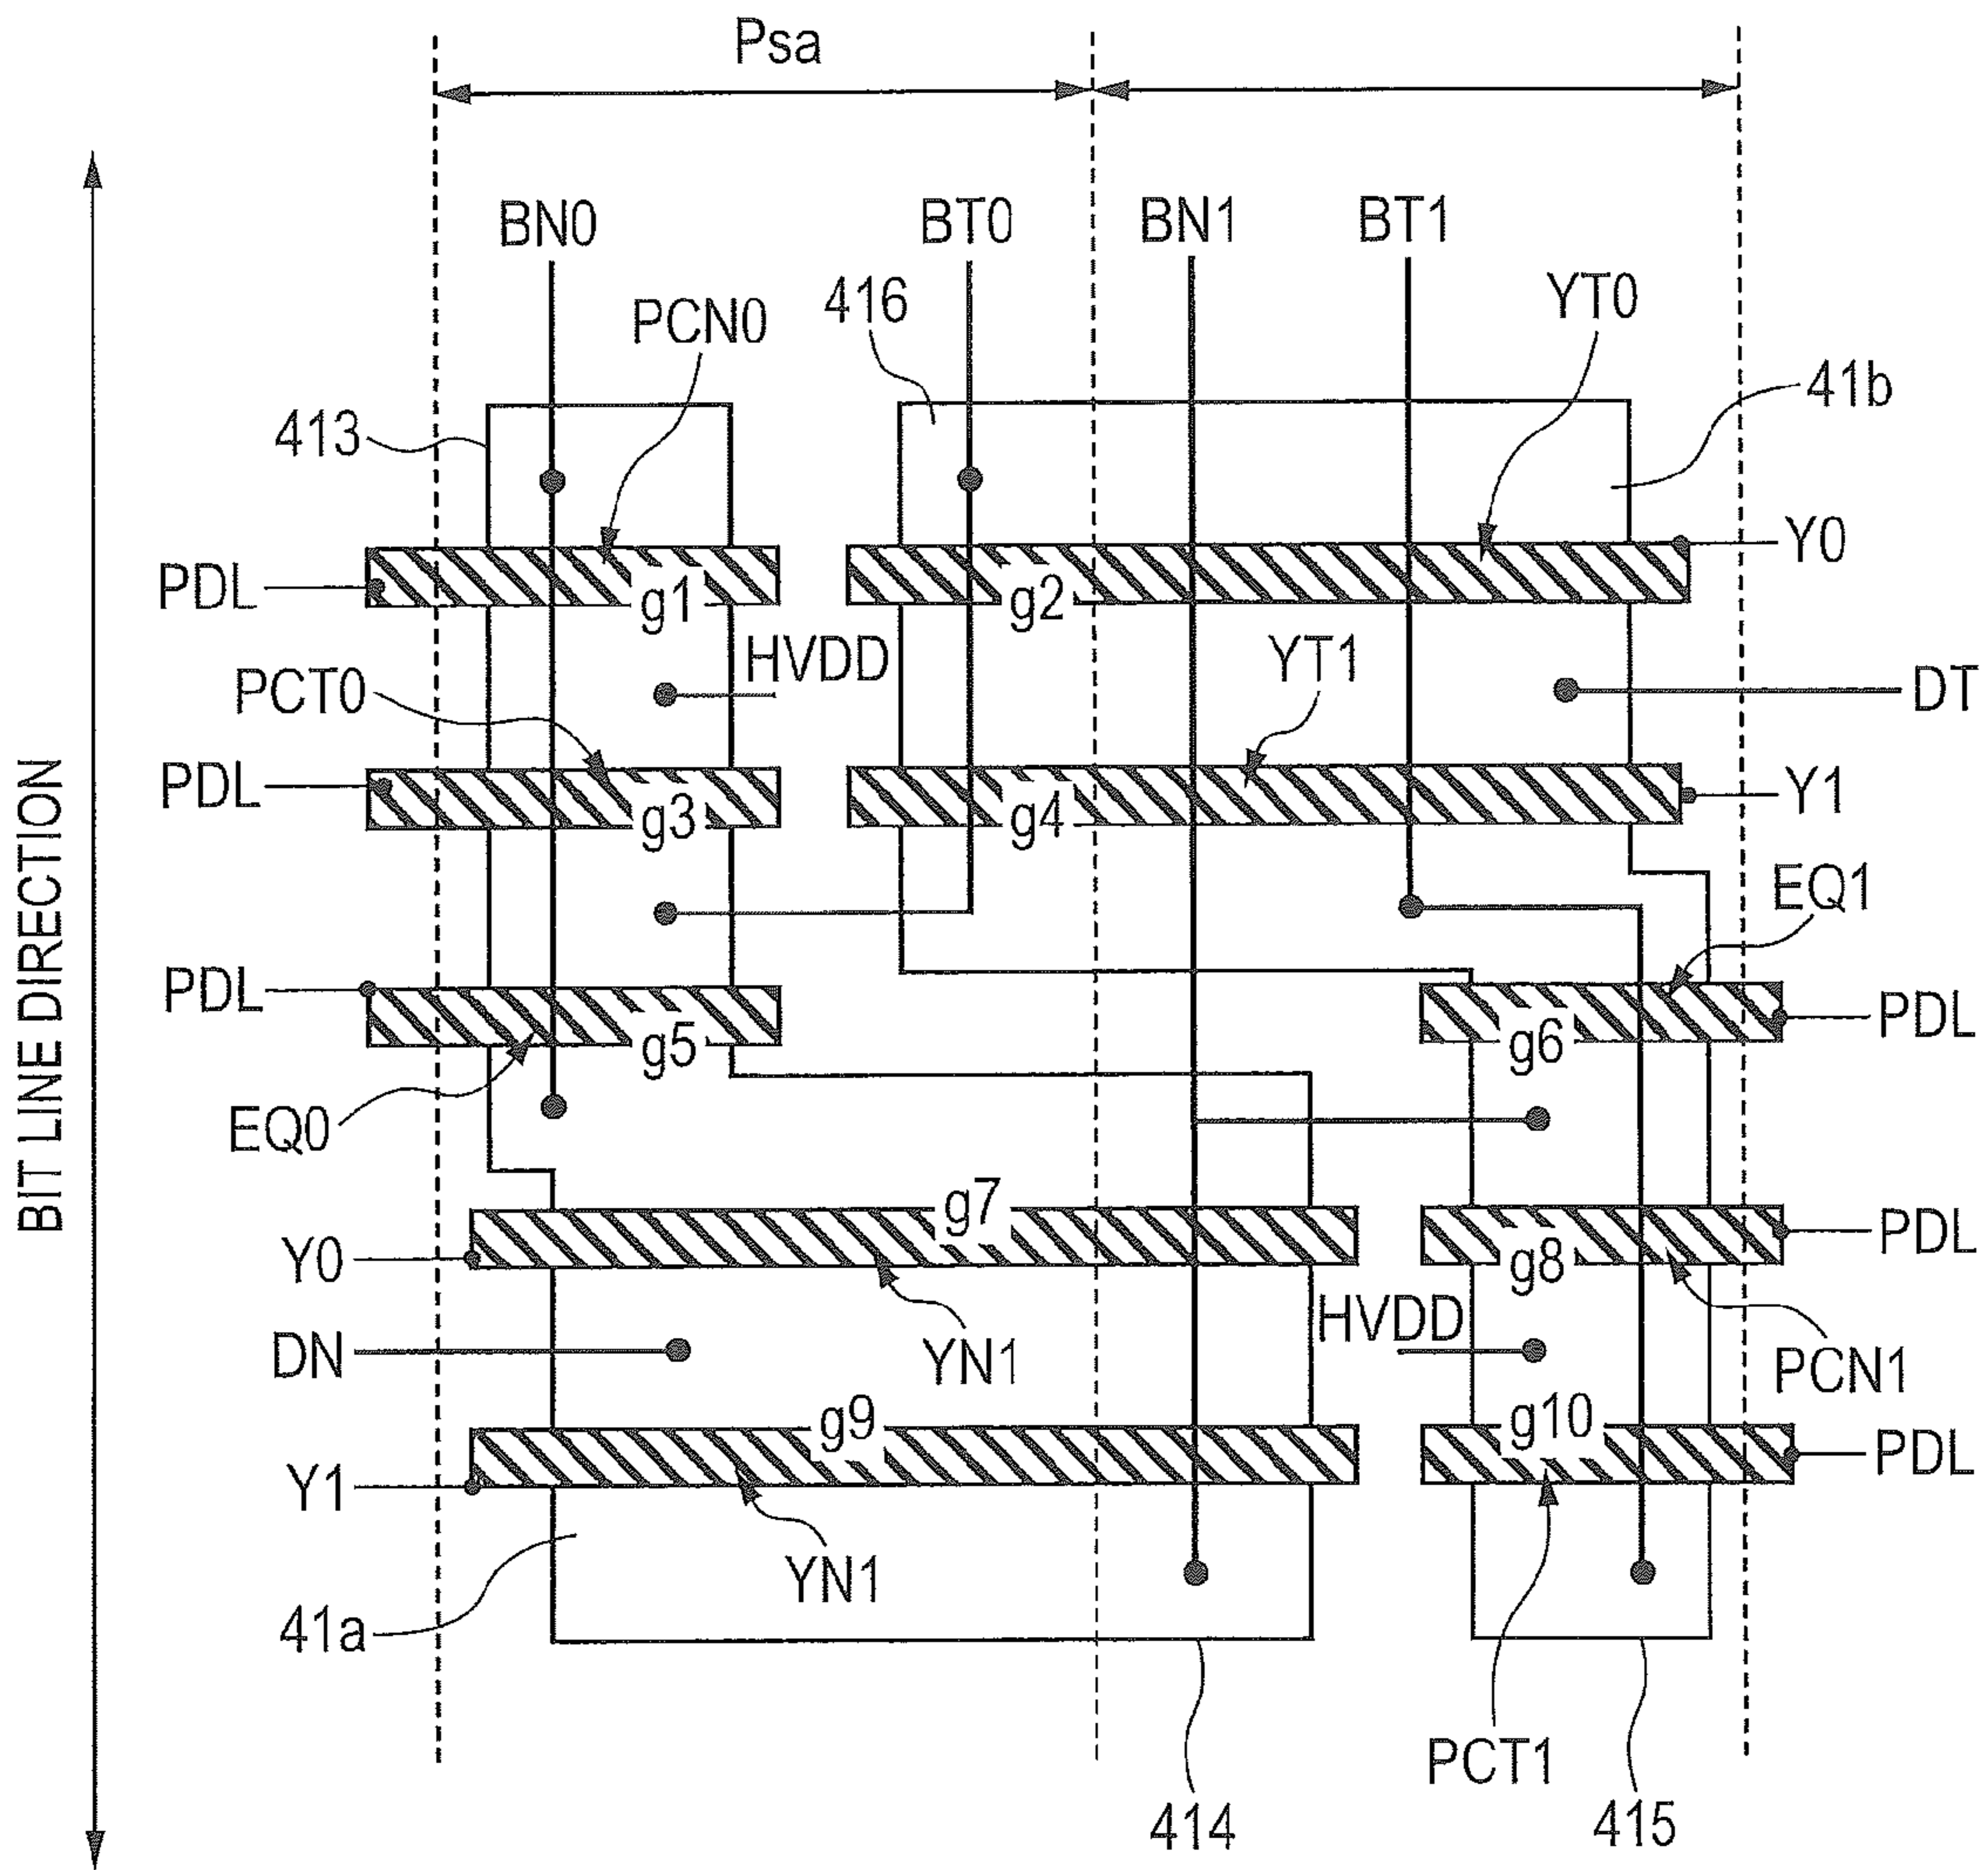 Psa
BN0 BT0 BN1 BT1
416 YT0
PCN0
413 41b
Y0
PDL g1 g2
HVDD YT1
PCT0 DT
PDL g3 g4 Y1
EQ1
PDL g5 g6 PDL
EQ0
g7
Y0 g8 PDL
DN YN1 HVDD PCN1
g9 g10
Y1 PDL
YN1
41a
PCT1
414 415
BIT LINE DIRECTION